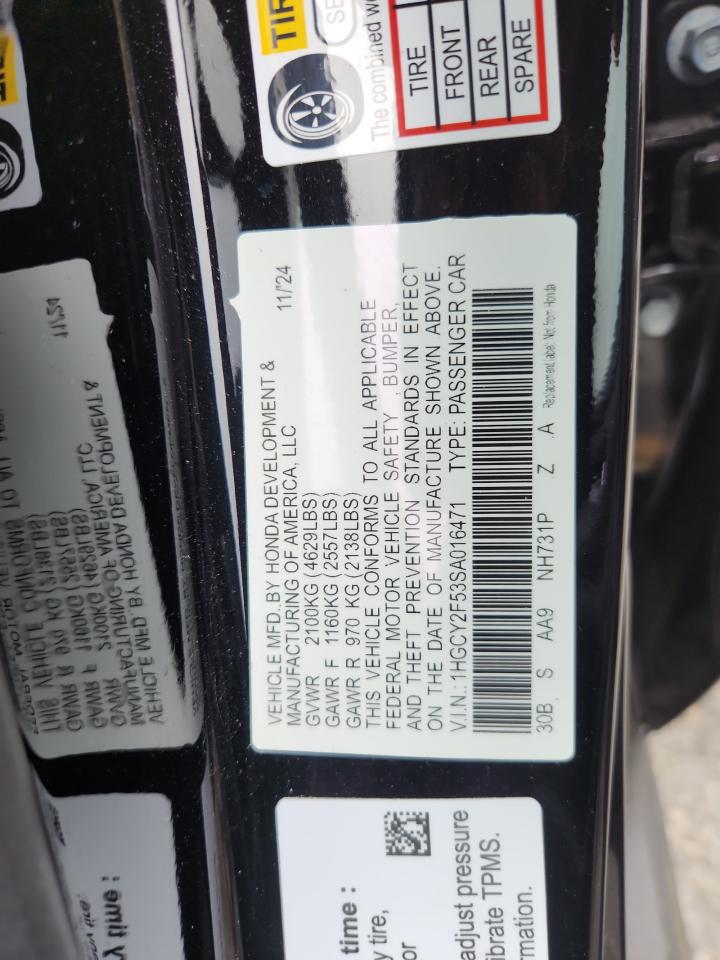 TIR
SE
The combined we
TIRE
FRONT
REAR
SPARE
VEHICLE MFD. BY HONDA DEVELOPMENT &
MANUFACTURING OF AMERICA, LLC 11/'24
GVWR 2100KG (4629LBS)
GAWR F 1160KG (2557LBS)
GAWR R 970 KG (2138LBS)
THIS VEHICLE CONFORMS TO ALL APPLICABLE
FEDERAL MOTOR VEHICLE SAFETY , BUMPER,
AND THEFT PREVENTION STANDARDS IN EFFECT
ON THE DATE OF MANUFACTURE SHOWN ABOVE.
V.I.N.: 1HGCY2F53SA016471 TYPE: PASSENGER CAR
30B, S AA9 NH731P .Z .A Replacement label: Not from Honda
time :
y tire,
or
adjust pressure
ibrate TPMS.
rmation.